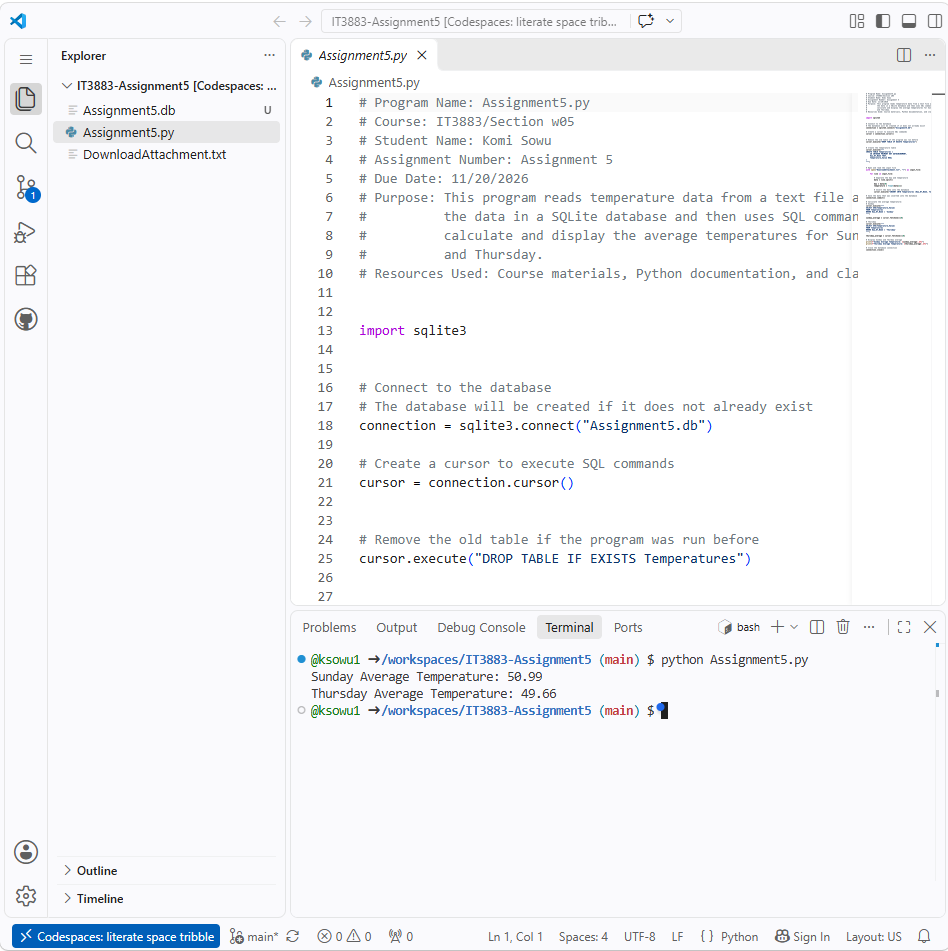 IT3883-Assignment5 [Codespaces: literate space trib...
Explorer
IT3883-Assignment5 [Codespaces: ...
Assignment5.db U
Assignment5.py
DownloadAttachment.txt
1
Outline
Timeline
Assignment5.py
Assignment5.py
1 # Program Name: Assignment5.py
2 # Course: IT3883/Section w05
3 # Student Name: Komi Sowu
4 # Assignment Number: Assignment 5
5 # Due Date: 11/20/2026
6 # Purpose: This program reads temperature data from a text file a
7 # the data in a SQLite database and then uses SQL comman
8 # calculate and display the average temperatures for Sun
9 # and Thursday.
10 # Resources Used: Course materials, Python documentation, and cla
11
12
13 import sqlite3
14
15
16 # Connect to the database
17 # The database will be created if it does not already exist
18 connection = sqlite3.connect("Assignment5.db")
19
20 # Create a cursor to execute SQL commands
21 cursor = connection.cursor()
22
23
24 # Remove the old table if the program was run before
25 cursor.execute("DROP TABLE IF EXISTS Temperatures")
26
27
Problems Output Debug Console Terminal Ports
bash
@ksowu1 →/workspaces/IT3883-Assignment5 (main) $ python Assignment5.py
Sunday Average Temperature: 50.99
Thursday Average Temperature: 49.66
@ksowu1 →/workspaces/IT3883-Assignment5 (main) $
Codespaces: literate space tribble main* 0 0 0 Ln 1, Col 1 Spaces: 4 UTF-8 LF { } Python Sign In Layout: US